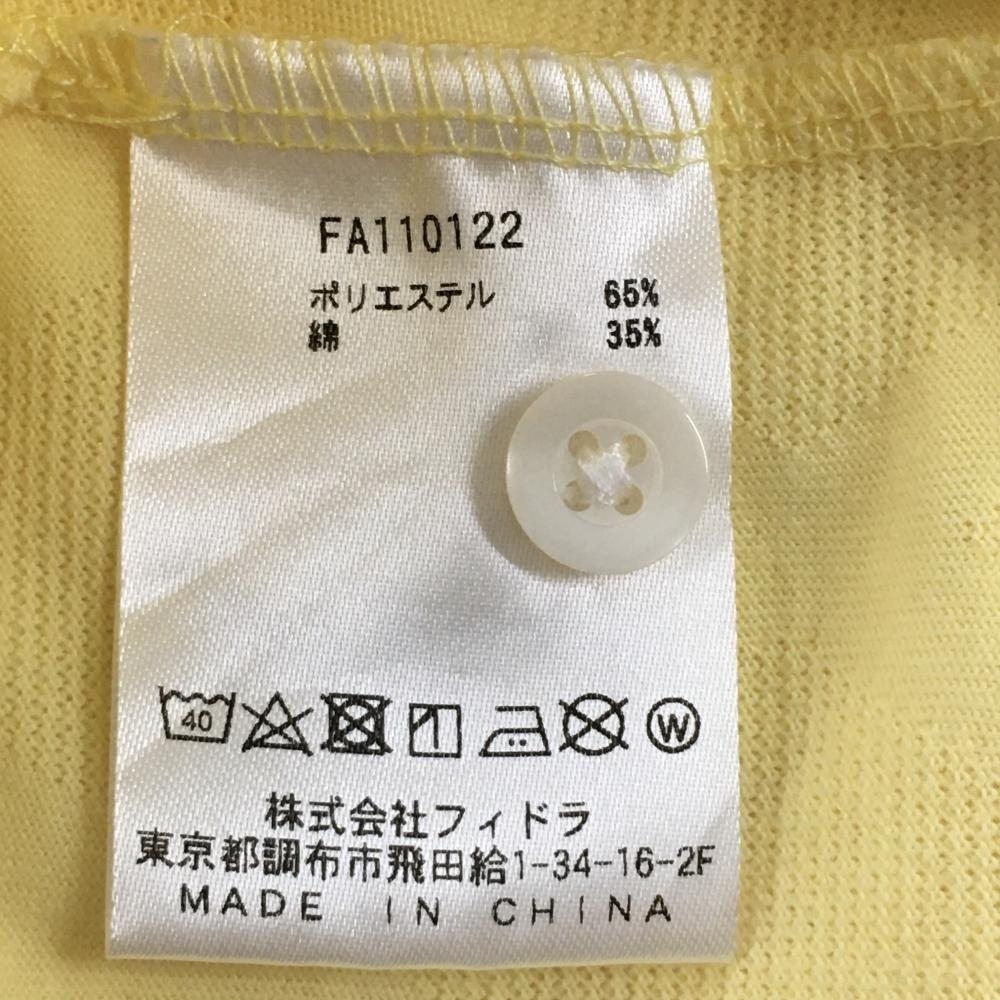 FA110122
ポリエステル 65%
綿 35%
40 W
株式会社フィドラ
東京都調布市飛田給1-34-16-2F
MADE IN CHINA